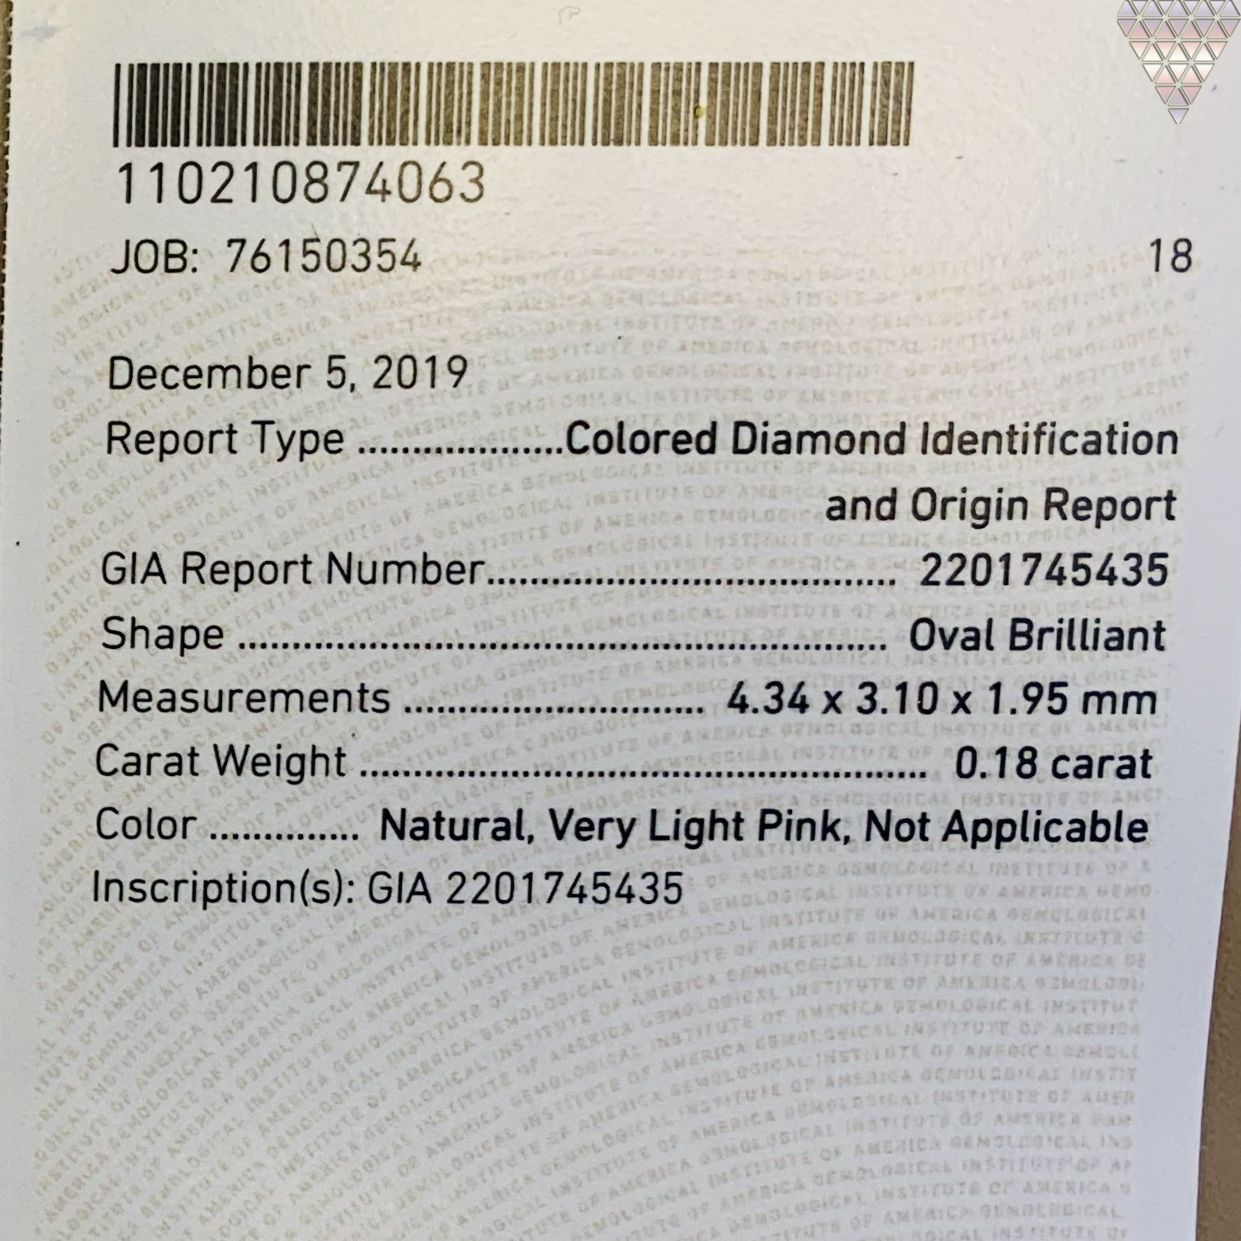 110210874063
JOB: 76150354 18
December 5, 2019
Report Type ...................Colored Diamond Identification
and Origin Report
GIA Report Number..................................... 2201745435
Shape .......................................................... Oval Brilliant
Measurements ........................... 4.34 x 3.10 x 1.95 mm
Carat Weight ................................................... 0.18 carat
Color .............. Natural, Very Light Pink, Not Applicable
Inscription(s): GIA 2201745435